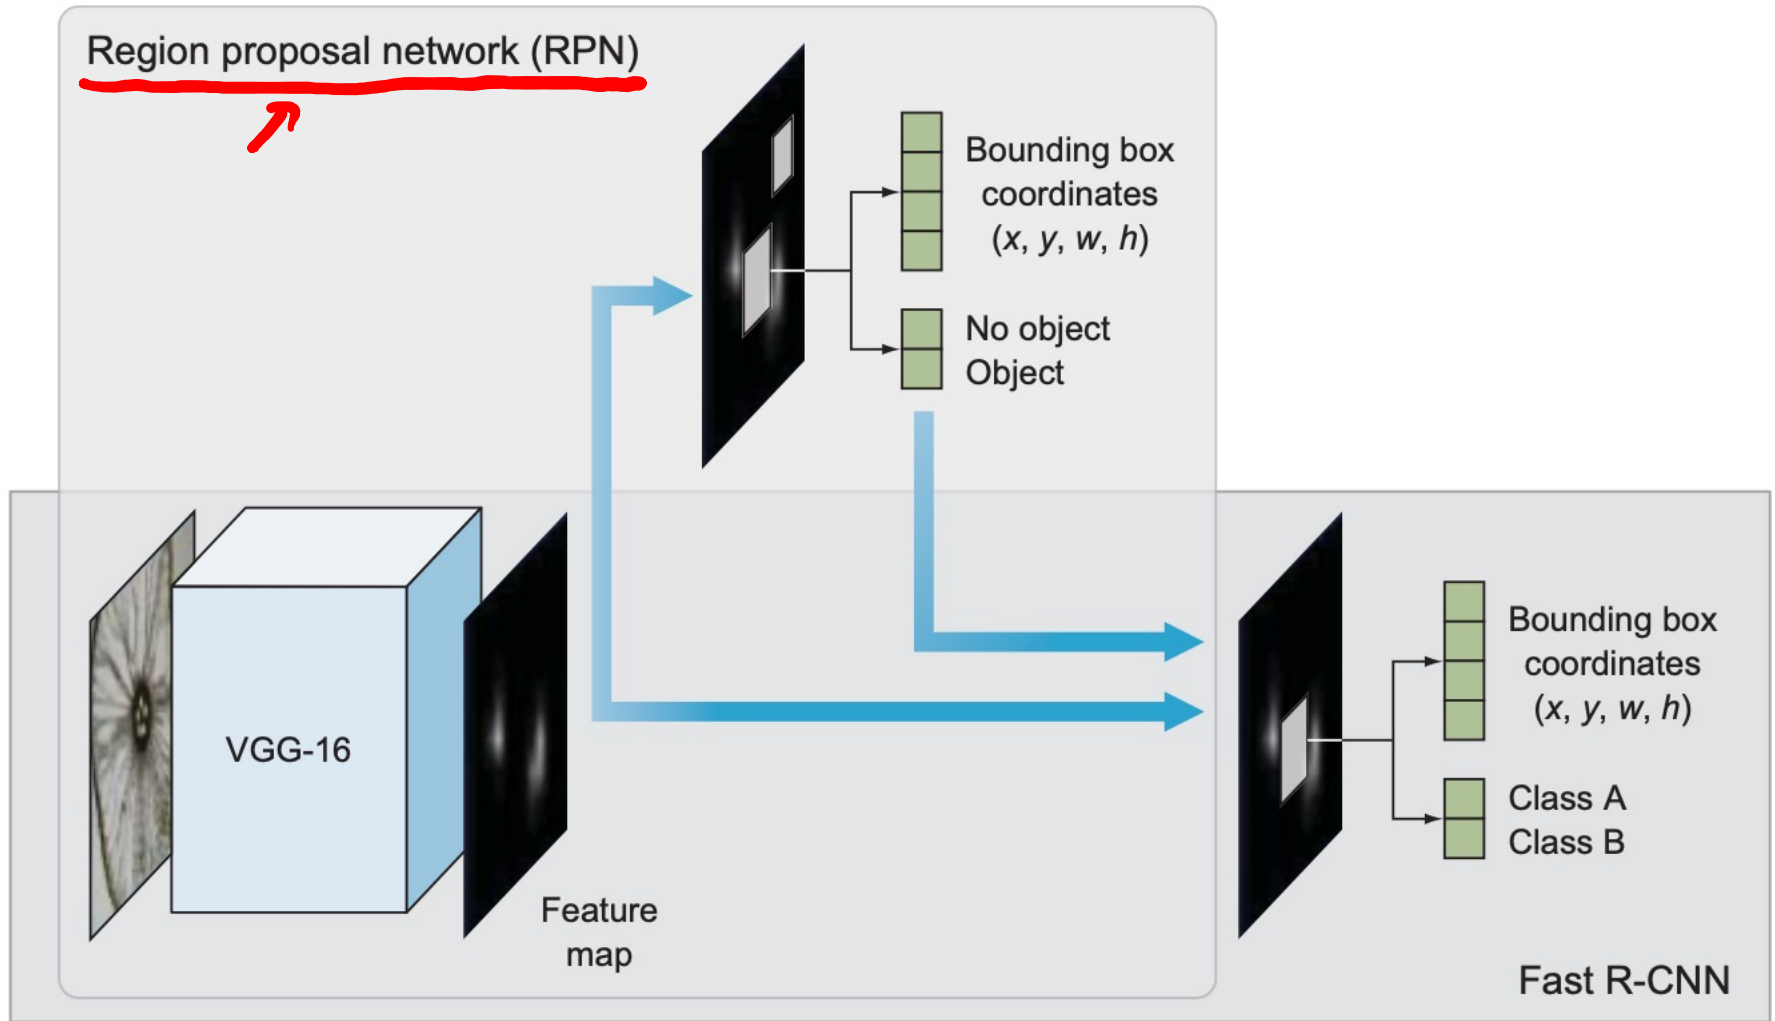 Region proposal network (RPN)
Bounding box
coordinates
(x, y, w, h)
No object
Object
VGG-16
Feature
map
Bounding box
coordinates
(x, y, w, h)
Class A
Class B
Fast R-CNN